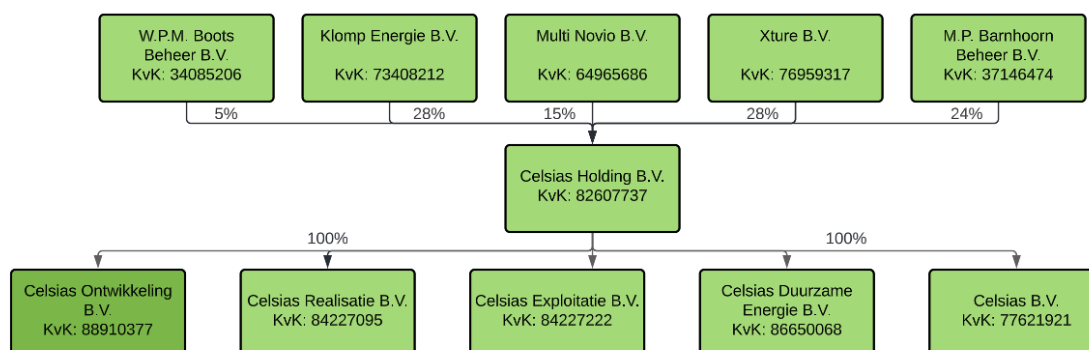 W.P.M. Boots
Beheer B.V.
KvK: 34085206
Klomp Energie B.V.
KvK: 73408212
Multi Novio B.V.
KvK: 64965686
Xture B.V.
KvK: 76959317
M.P. Barnhoorn
Beheer B.V.
KvK: 37146474
5%
28%
15%
28%
24%
Celsias Holding B.V.
KvK: 82607737
100%
100%
Celsias Ontwikkeling
B.V.
KvK: 88910377
Celsias Realisatie B.V.
KvK: 84227095
Celsias Exploitatie B.V.
KvK: 84227222
Celsias Duurzame
Energie B.V.
KvK: 86650068
Celsias B.V.
KvK: 77621921